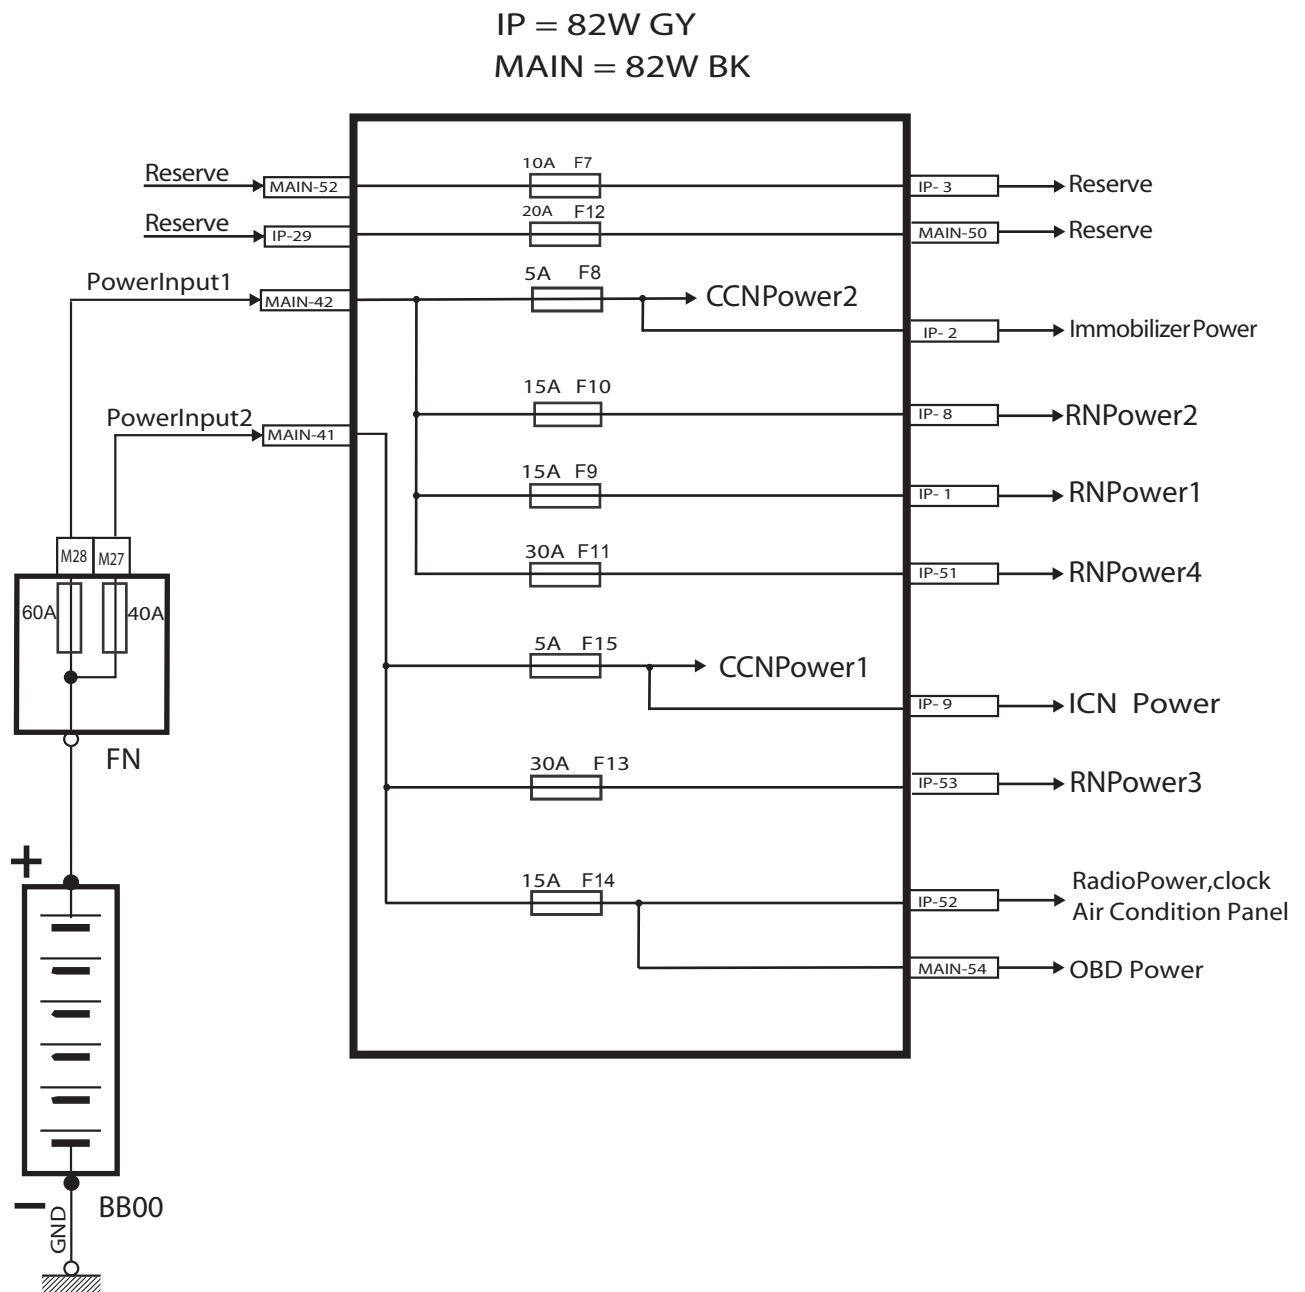 IP = 82W GY
MAIN = 82W BK
10A F7
Reserve
MAIN-52
IP- 3
Reserve
20A F12
Reserve
IP-29
MAIN-50
Reserve
5A F8
PowerInput1
MAIN-42
CCNPower2
IP- 2
ImmobilizerPower
15A F10
PowerInput2
MAIN-41
IP- 8
RNPower2
15A F9
IP- 1
RNPower1
30A F11
M28 M27
IP-51
RNPower4
60A 40A
5A F15
CCNPower1
IP- 9
ICN Power
FN
30A F13
IP-53
RNPower3
+
15A F14
IP-52
RadioPower,clock
Air Condition Panel
MAIN-54
OBD Power
−
BB00
GND